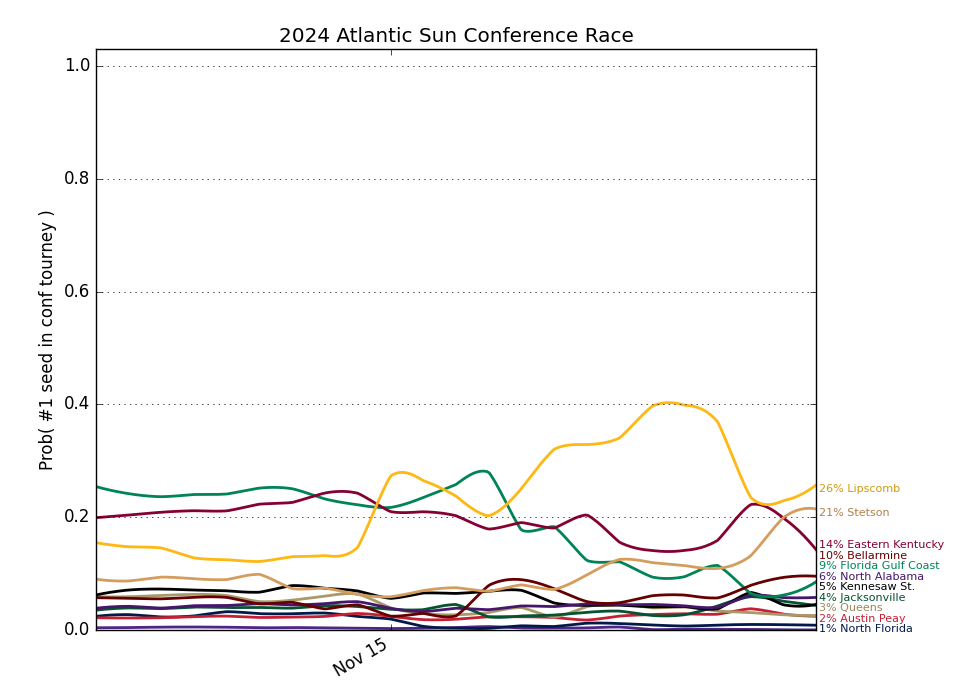 2024 Atlantic Sun Conference Race
Prob( #1 seed in conf tourney )
1.0
0.8
0.6
0.4
0.2
0.0
Nov 15
26% Lipscomb
21% Stetson
14% Eastern Kentucky
10% Bellarmine
9% Florida Gulf Coast
6% North Alabama
5% Kennesaw St.
4% Jacksonville
3% Queens
2% Austin Peay
1% North Florida